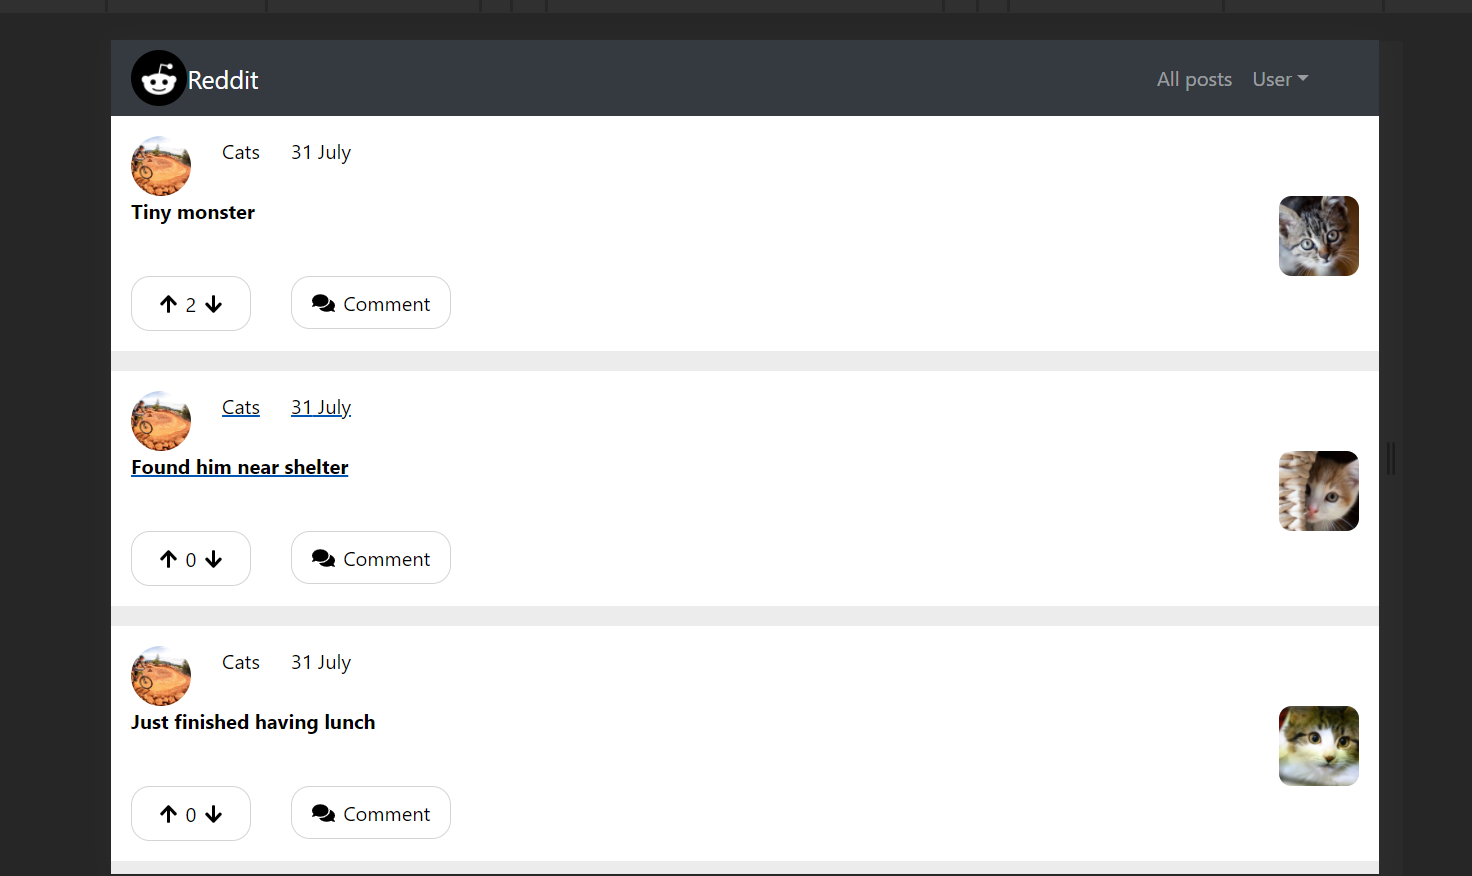 Reddit All posts User
Cats 31 July
Tiny monster
2 Comment
Cats 31 July
Found him near shelter
0 Comment
Cats 31 July
Just finished having lunch
0 Comment